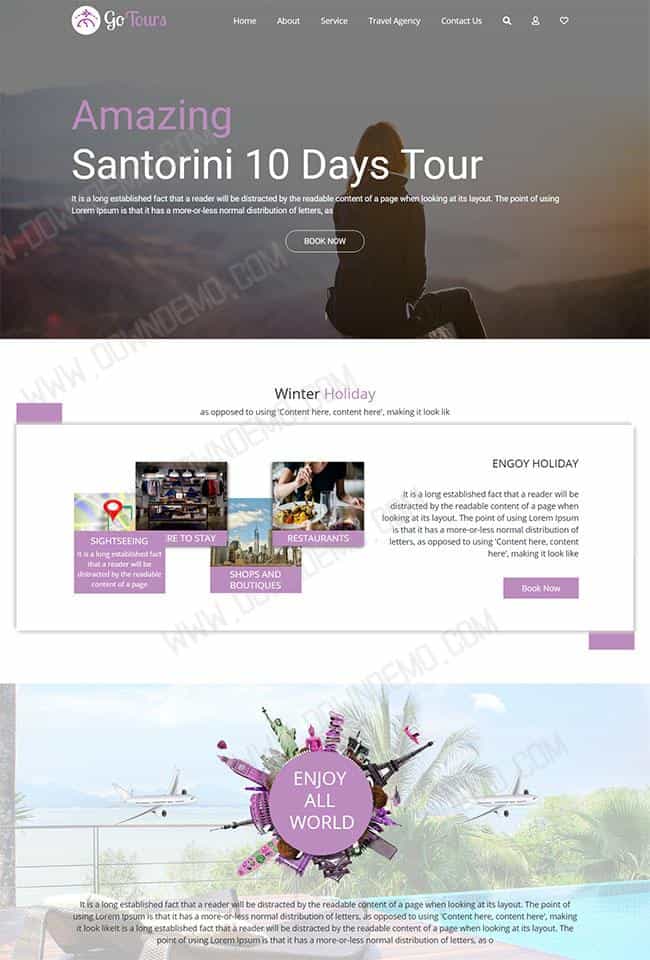 Go Tours
Home About Service Travel Agency Contact Us
Amazing
Santorini 10 Days Tour
It is a long established fact that a reader will be distracted by the readable content of a page when looking at its layout. The point of using
Lorem Ipsum is that it has a more-or-less normal distribution of letters, as
BOOK NOW
WWW.DOWNDEMO.COM
WWW.DOWNDEMO.COM
Winter Holiday
as opposed to using 'Content here, content here', making it look lik
SIGHTSEEING
It is a long established fact
that a reader will be
distracted by the readable
content of a page
RE TO STAY
SHOPS AND
BOUTIQUES
RESTAURANTS
ENGOY HOLIDAY
It is a long established fact that a reader will be
distracted by the readable content of a page when
looking at its layout. The point of using Lorem Ipsum
is that it has a more-or-less normal distribution of
letters, as opposed to using 'Content here, content
here', making it look like
Book Now
WWW.DOWNDEMO.COM
WWW.DOWNDEMO.COM
ENJOY
ALL
WORLD
It is a long established fact that a reader will be distracted by the readable content of a page when looking at its layout. The point of
using Lorem Ipsum is that it has a more-or-less normal distribution of letters, as opposed to using 'Content here, content here', making
it look likeIt is a long established fact that a reader will be distracted by the readable content of a page when looking at its layout. The
point of using Lorem Ipsum is that it has a more-or-less normal distribution of letters, as o